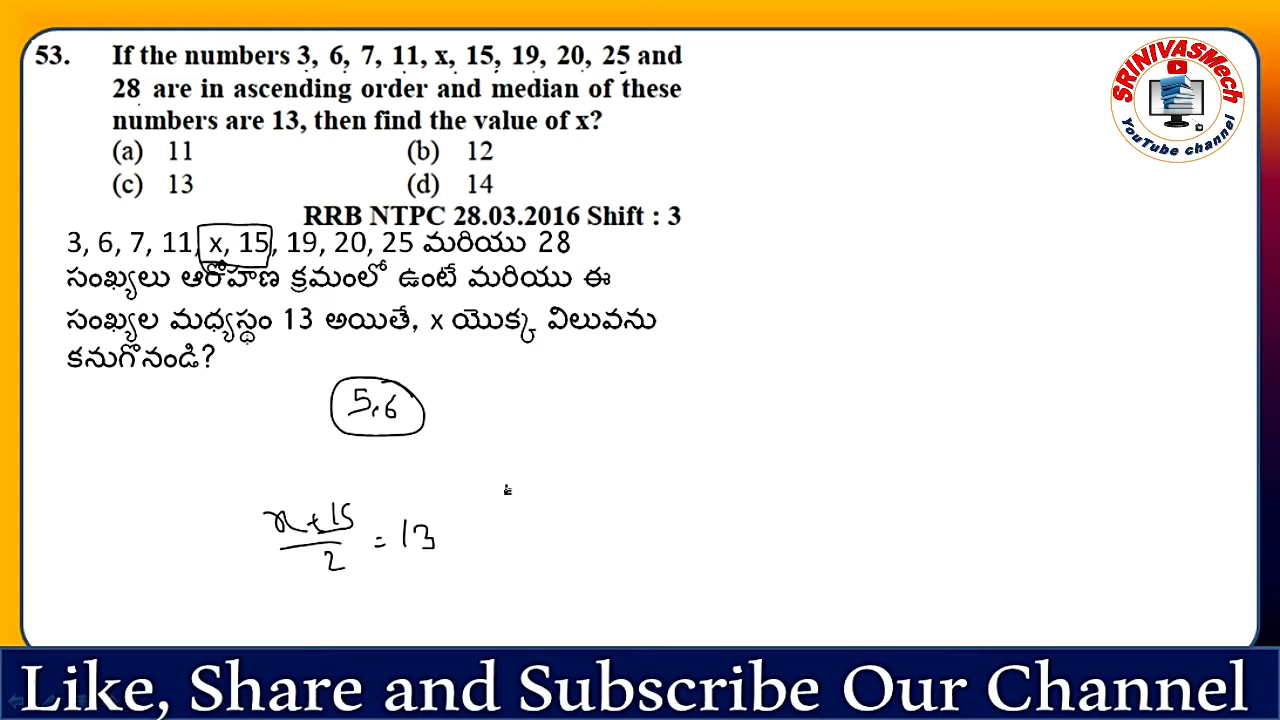 53. If the numbers 3, 6, 7, 11, x, 15, 19, 20, 25 and
28 are in ascending order and median of these
numbers are 13, then find the value of x?
(a) 11 (b) 12
(c) 13 (d) 14
RRB NTPC 28.03.2016 Shift : 3
3, 6, 7, 11, x, 15, 19, 20, 25 మరియు 28
సంఖ్యలు ఆరోహణ క్రమంలో ఉంటే మరియు ఈ
సంఖ్యల మధ్యస్థం 13 అయితే, x యొక్క విలువను
కనుగొనండి?
5,6
x+15
/2 = 13
SRINIVASMech
YouTube channel
Like, Share and Subscribe Our Channel